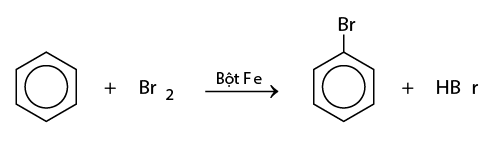 Br
+ Br 2 Bột Fe + HB r